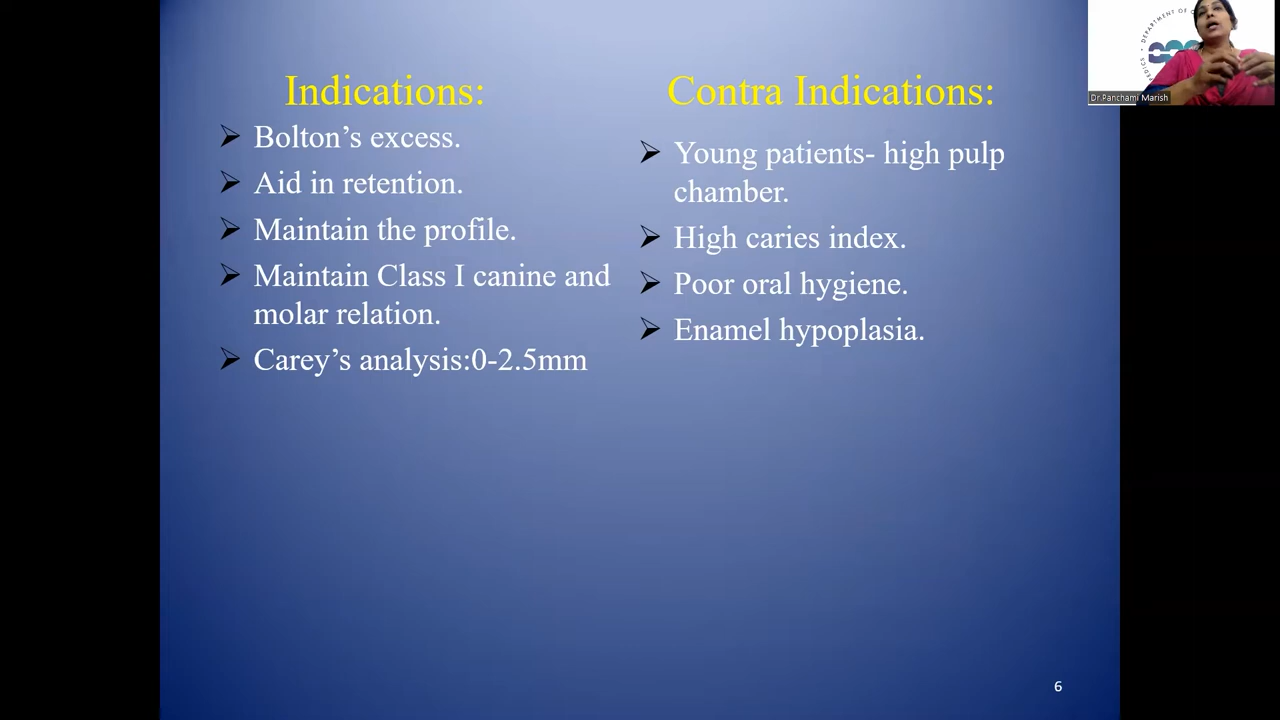 Indications:
Bolton’s excess.
Aid in retention.
Maintain the profile.
Maintain Class I canine and
molar relation.
Carey’s analysis:0-2.5mm
Contra Indications:
Young patients- high pulp
chamber.
High caries index.
Poor oral hygiene.
Enamel hypoplasia.
6
DEPARTMENT OF
Dr.Panchami Marish